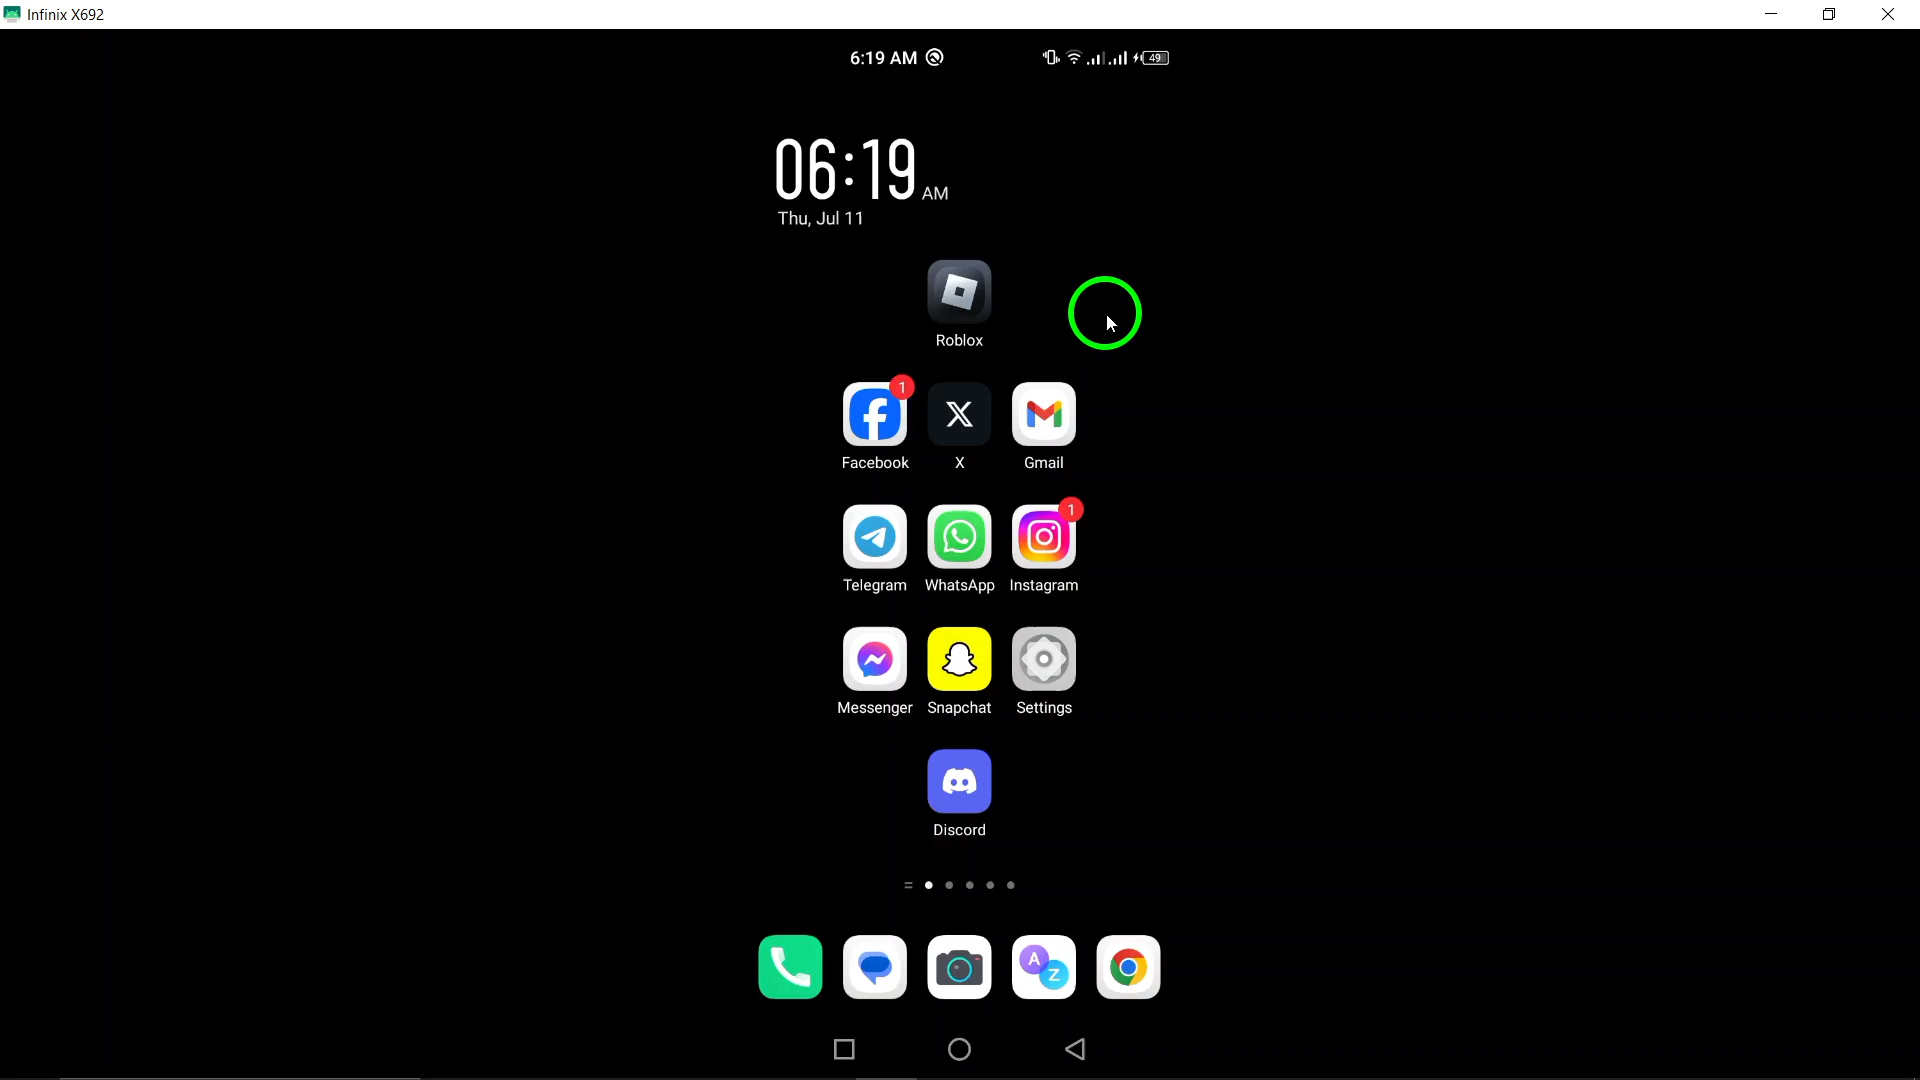 Infinix X692
6:19 AM
49
06:19 AM
Thu, Jul 11
Roblox
1
Facebook
X
Gmail
1
Telegram
WhatsApp
Instagram
Messenger
Snapchat
Settings
Discord
A
Z